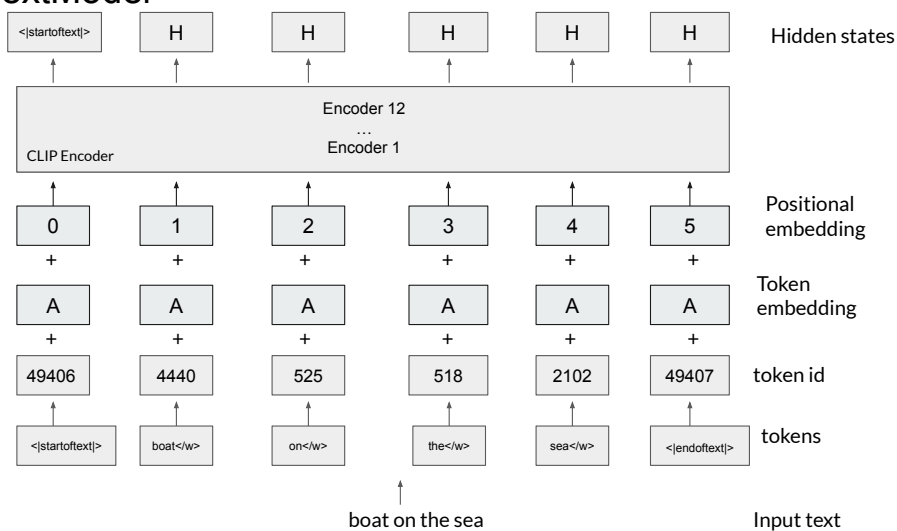 <|startoftext|> H H H H H Hidden states
Encoder 12
...
Encoder 1
CLIP Encoder
0 1 2 3 4 5 Positional
embedding
+ + + + + +
A A A A A A Token
embedding
+ + + + + +
49406 4440 525 518 2102 49407 token id
<|startoftext|> boat</w> on</w> the</w> sea</w> <|endoftext|> tokens
boat on the sea Input text